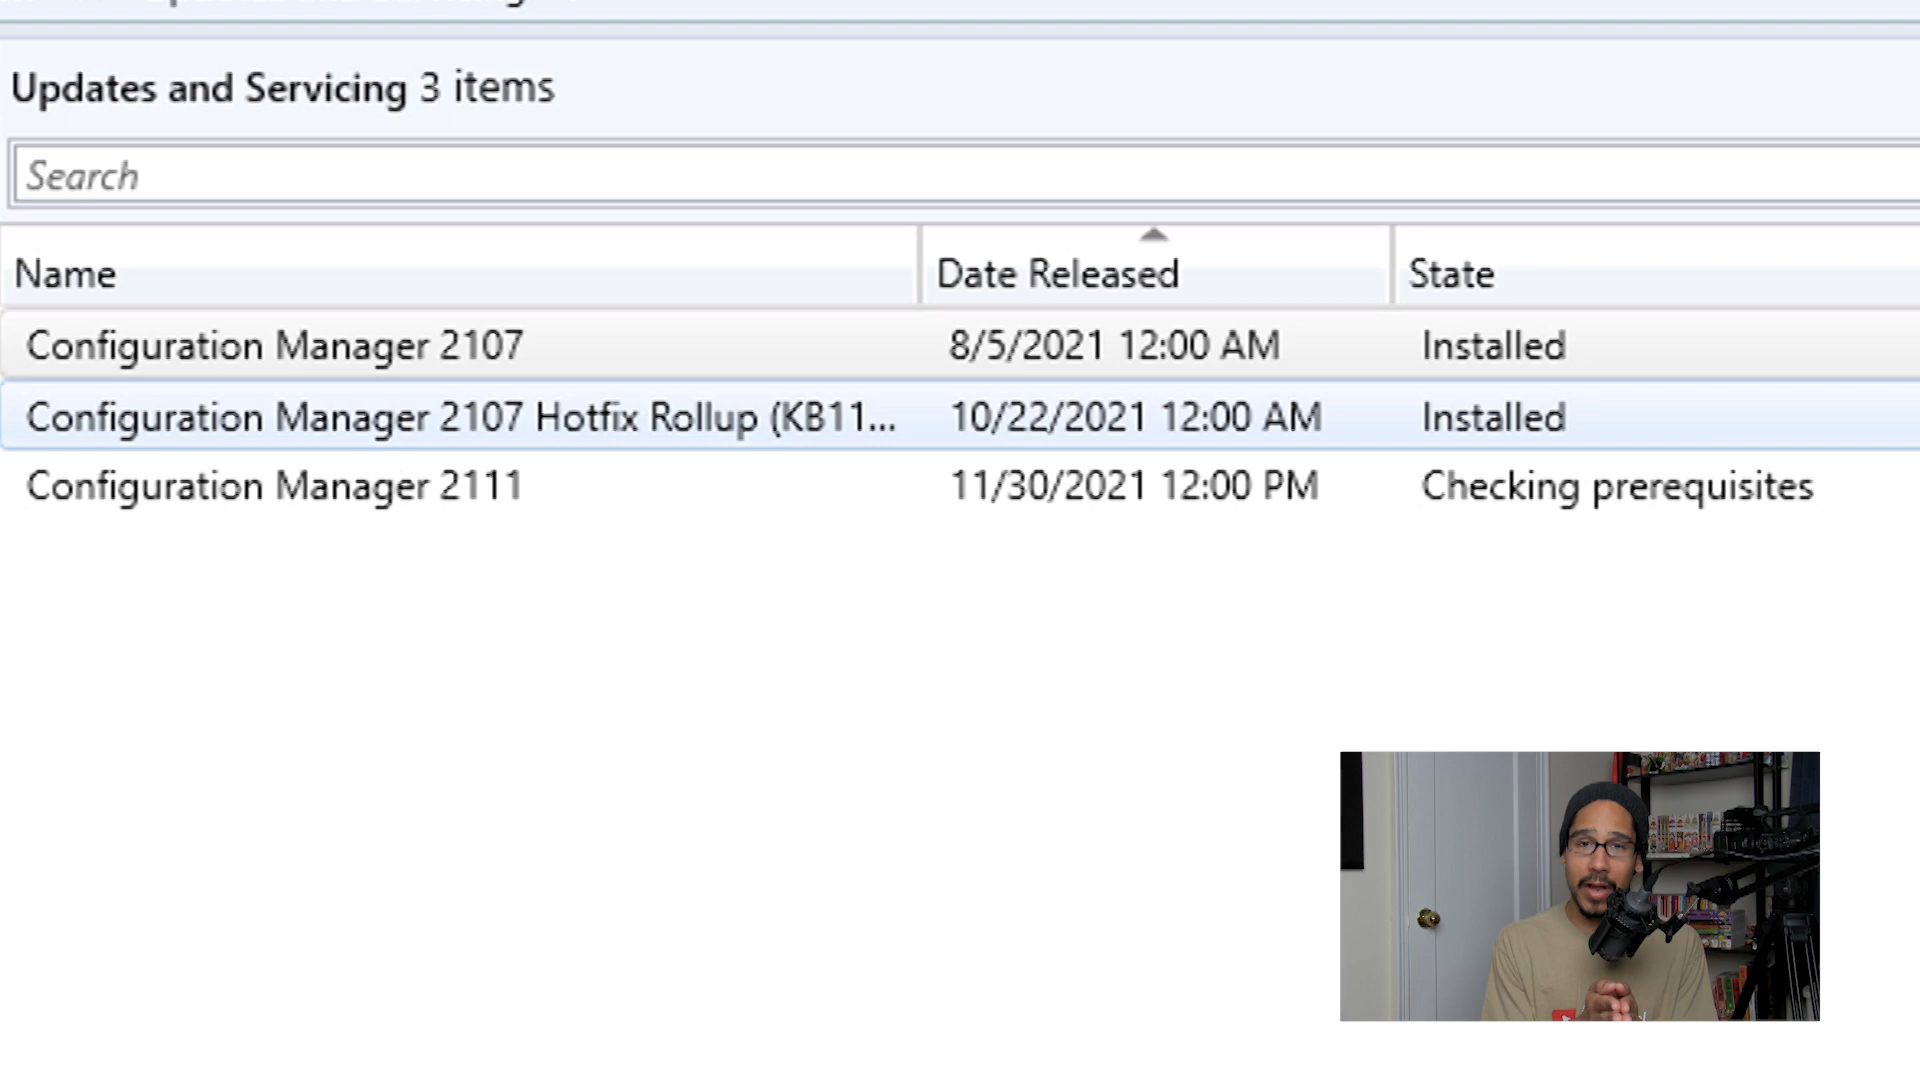 Updates and Servicing 3 items
Search
Name Date Released State
Configuration Manager 2107 8/5/2021 12:00 AM Installed
Configuration Manager 2107 Hotfix Rollup (KB11... 10/22/2021 12:00 AM Installed
Configuration Manager 2111 11/30/2021 12:00 PM Checking prerequisites